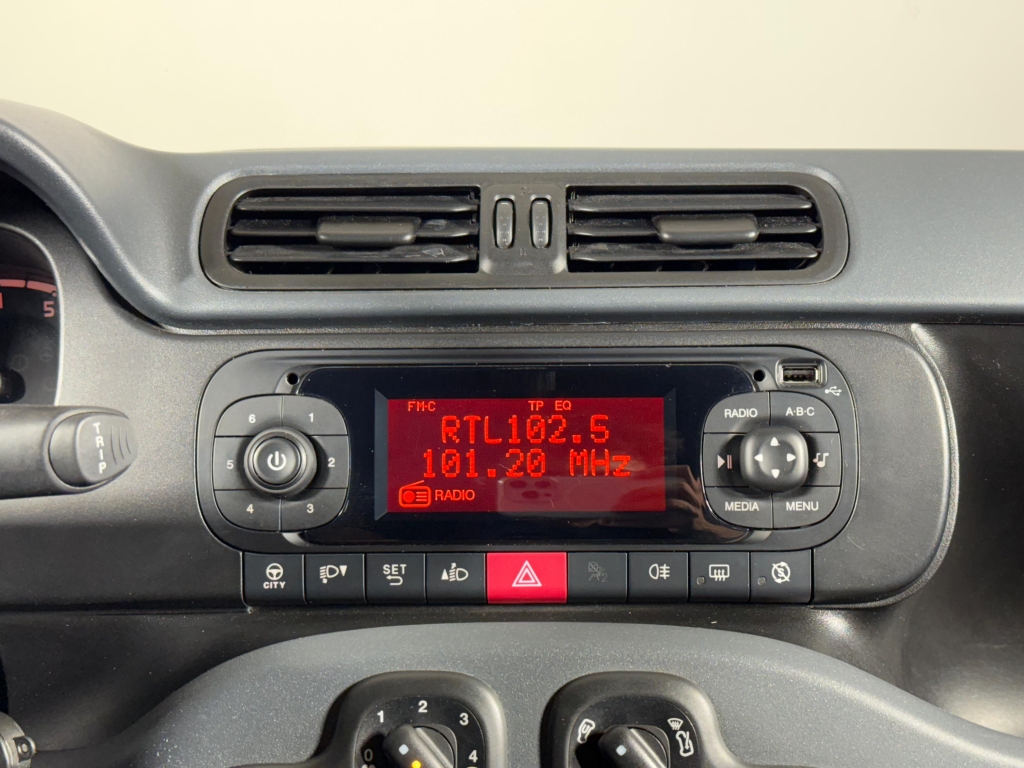 5
TRIP
6 1
5 2
4 3
FM-C TP EQ
RTL102.5
101.20 MHz
RADIO
RADIO A·B·C
MEDIA MENU
CITY
SET
0 1 2 3 4